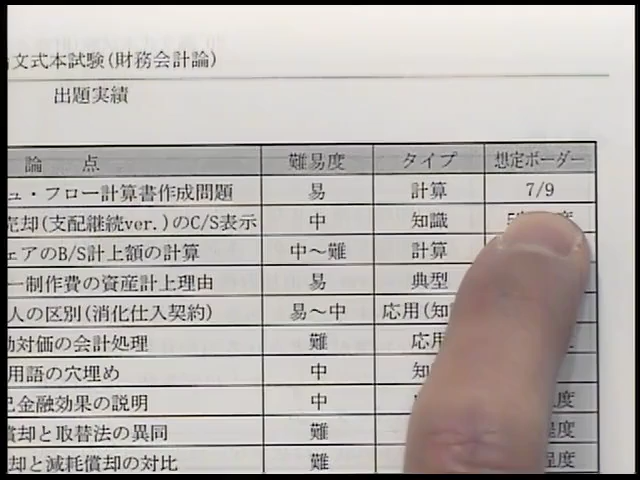 文式本試験(財務会計論)
出題実績
論 点 難易度 タイプ 想定ボーダー
ュ・フロー計算書作成問題 易 計算 7/9
売却(支配継続ver.)のC/S表示 中 知識
ェアのB/S計上額の計算 中～難 計算
ー制作費の資産計上理由 易 典型
人の区別(消化仕入契約) 易～中 応用(知
対価の会計処理 難 応用
用語の穴埋め 中 知
金融効果の説明 中 度
償却と取替法の異同 難 程度
却と減耗償却の対比 難 程度